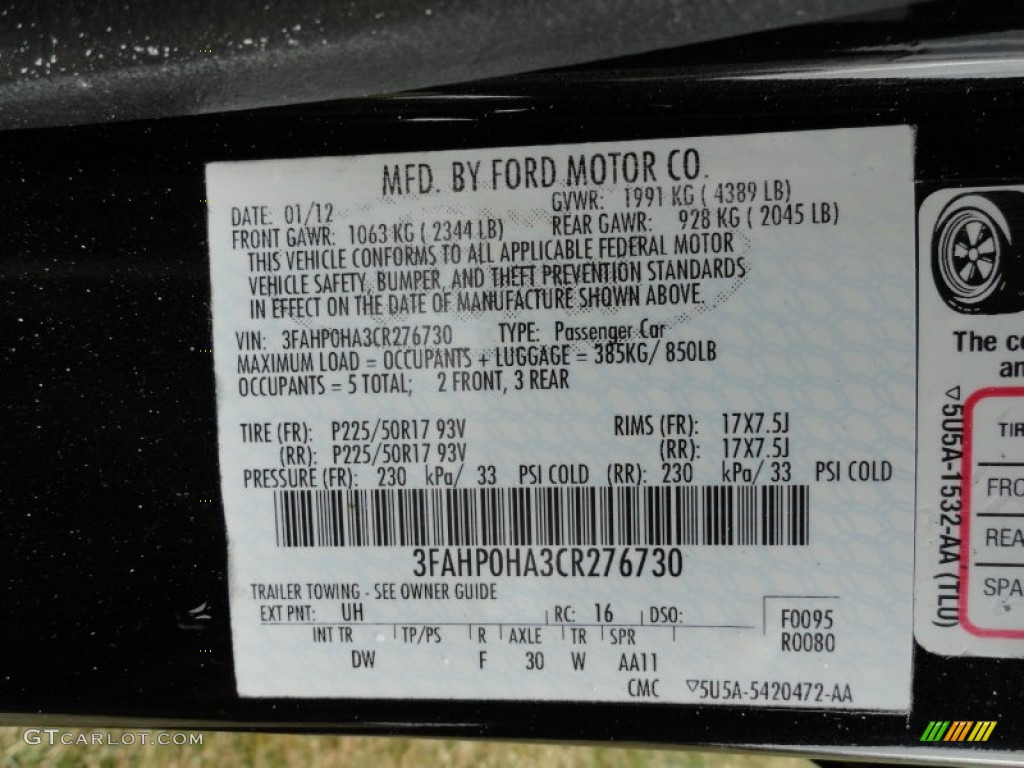 MFD. BY FORD MOTOR CO.
DATE: 01/12 GVWR: 1991 KG ( 4389 LB)
FRONT GAWR: 1063 KG ( 2344 LB) REAR GAWR: 928 KG ( 2045 LB)
THIS VEHICLE CONFORMS TO ALL APPLICABLE FEDERAL MOTOR
VEHICLE SAFETY, BUMPER, AND THEFT PREVENTION STANDARDS
IN EFFECT ON THE DATE OF MANUFACTURE SHOWN ABOVE.
VIN: 3FAHP0HA3CR276730 TYPE: Passenger Car
MAXIMUM LOAD = OCCUPANTS + LUGGAGE = 385KG/ 850LB
OCCUPANTS = 5 TOTAL; 2 FRONT, 3 REAR
TIRE (FR): P225/50R17 93V RIMS (FR): 17X7.5J
(RR): P225/50R17 93V (RR): 17X7.5J
PRESSURE (FR): 230 kPa/ 33 PSI COLD (RR): 230 kPa/ 33 PSI COLD
3FAHP0HA3CR276730
TRAILER TOWING - SEE OWNER GUIDE
EXT PNT: UH RC: 16 DSO: F0095
INT TR TP/PS R AXLE TR SPR R0080
DW F 30 W AA11
CMC ▽5U5A-5420472-AA
The co
an
▽5U5A-1532-AA (TLU)
TIR
FRO
REA
SPA
GTCARLOT.COM